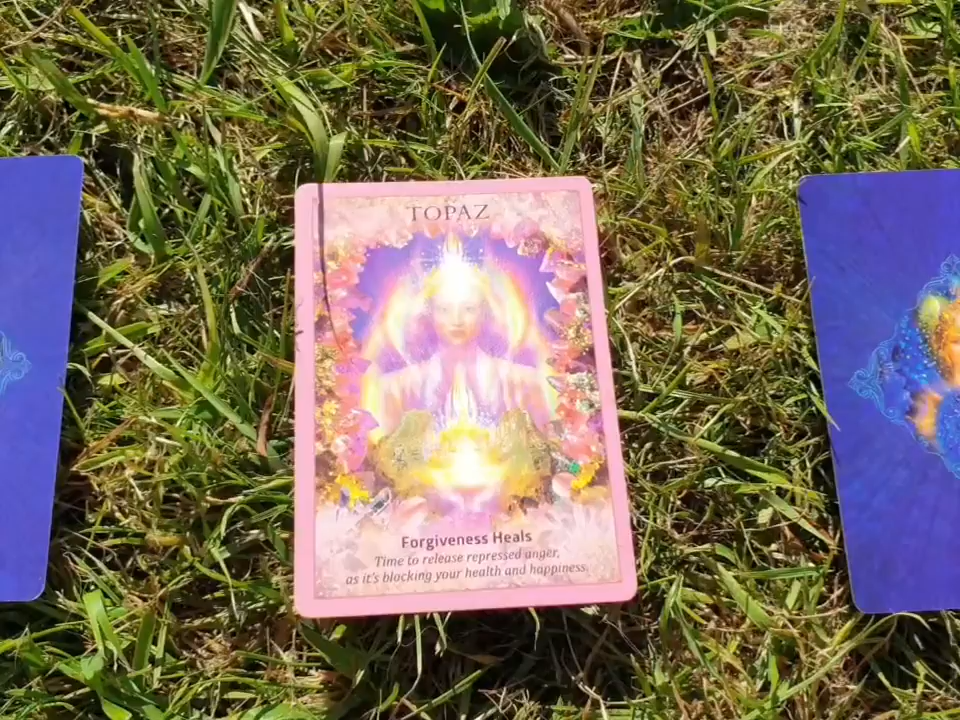 TOPAZ
Forgiveness Heals
Time to release repressed anger,
as it's blocking your health and happiness.